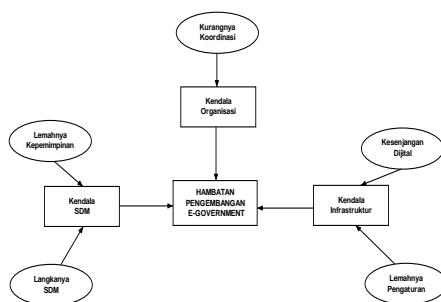 Kurangnya
Koordinasi
Kendala
Organisasi
Lemahnya
Kepemimpinan
Kesenjangan
Dijital
Kendala
SDM
HAMBATAN
PENGEMBANGAN
E-GOVERNMENT
Kendala
Infrastruktur
Langkanya
SDM
Lemahnya
Pengaturan